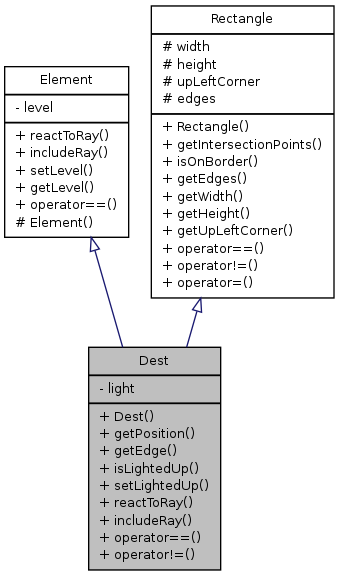 Rectangle
# width
# height
# upLeftCorner
# edges
+ Rectangle()
+ getIntersectionPoints()
+ isOnBorder()
+ getEdges()
+ getWidth()
+ getHeight()
+ getUpLeftCorner()
+ operator==()
+ operator!=()
+ operator=()
Element
- level
+ reactToRay()
+ includeRay()
+ setLevel()
+ getLevel()
+ operator==()
# Element()
Dest
- light
+ Dest()
+ getPosition()
+ getEdge()
+ isLightedUp()
+ setLightedUp()
+ reactToRay()
+ includeRay()
+ operator==()
+ operator!=()